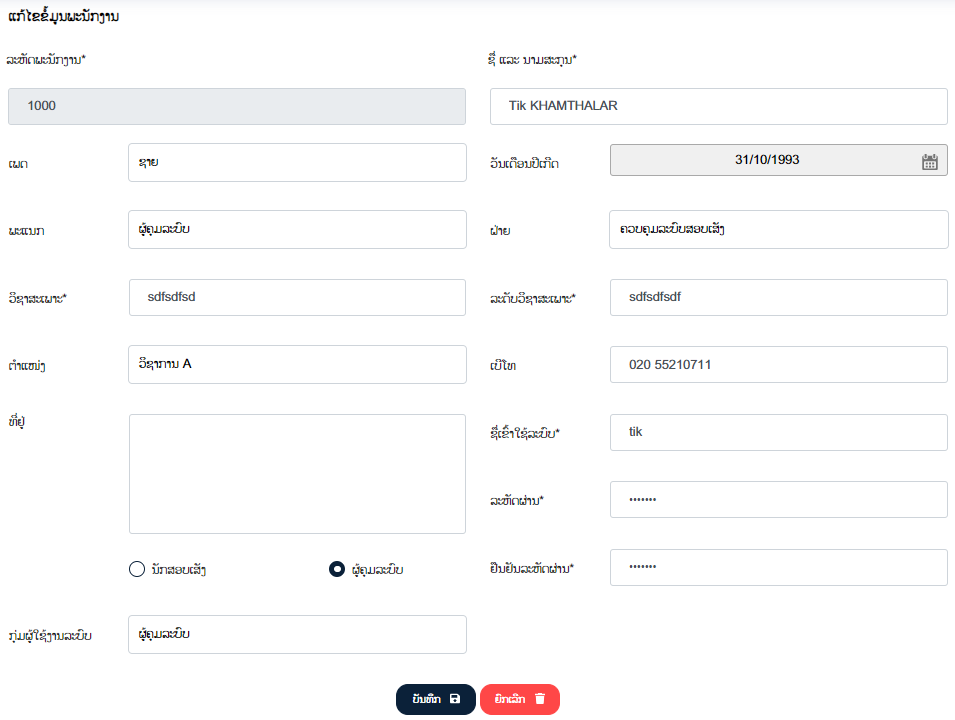 ແກ້ໄຂຂໍ້ມູນພະນັກງານ
ລະຫັດພະນັກງານ*
ຊື່ ແລະ ນາມສະກຸນ*
1000
Tik KHAMTHALAR
ເພດ
ຊາຍ
ວັນເດືອນປີເກີດ
31/10/1993
ພະແນກ
ຜູ້ຄຸມລະບົບ
ຝ່າຍ
ຄວບຄຸມລະບົບສອບເສັງ
ວິຊາສະເພາະ*
sdfsdfsd
ລະດັບວິຊາສະເພາະ*
sdfsdfsdf
ຕຳແໜ່ງ
ວິຊາການ A
ເບີໂທ
020 55210711
ທີ່ຢູ່
ຊື່ເຂົ້າໃຊ້ລະບົບ*
tik
ລະຫັດຜ່ານ*
•••••••
ນັກສອບເສັງ
ຜູ້ຄຸມລະບົບ
ຢືນຢັນລະຫັດຜ່ານ*
•••••••
ກຸ່ມຜູ້ໃຊ້ງານລະບົບ
ຜູ້ຄຸມລະບົບ
ບັນທຶກ
ຍົກເລີກ